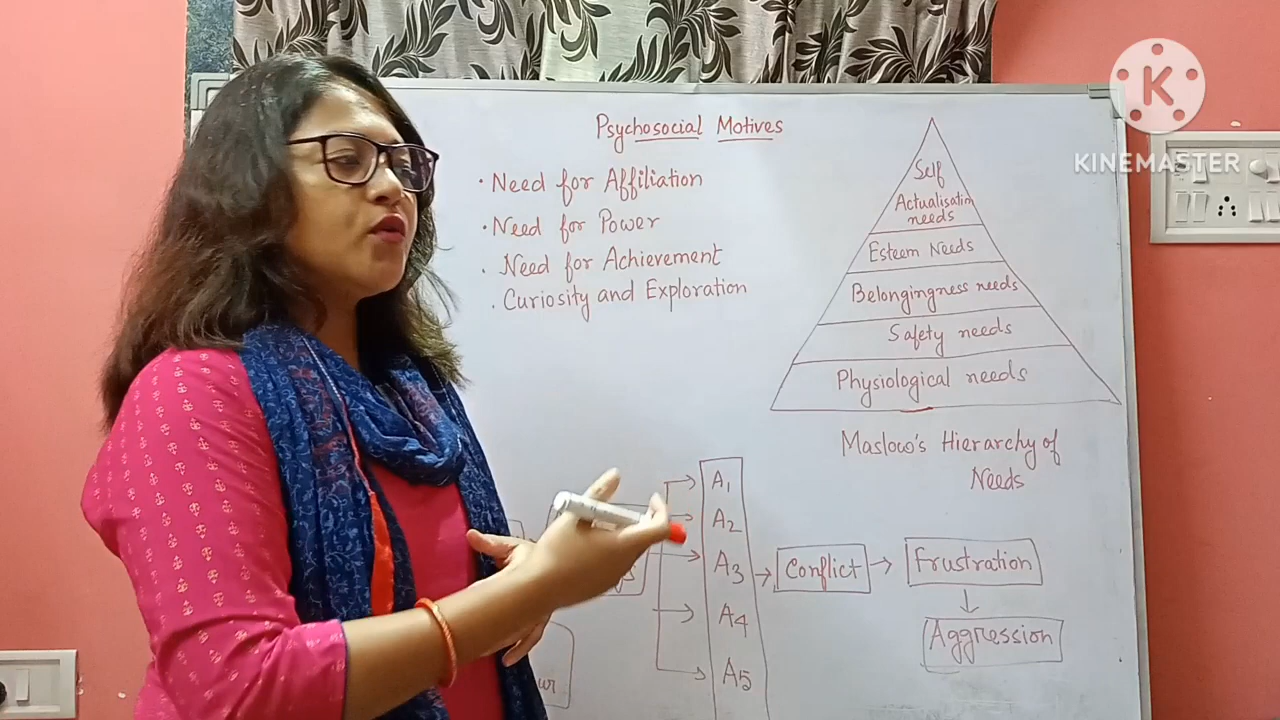 Psychosocial Motives
· Need for Affiliation
· Need for Power
· Need for Achievement
· Curiosity and Exploration
Self
Actualisatin
needs
Esteem Needs
Belongingness needs
Safety needs
Physiological needs
Maslow's Hierarchy of
Needs
A1
A2
A3
A4
A5
Conflict
Frustration
Aggression
K
KINEMASTER